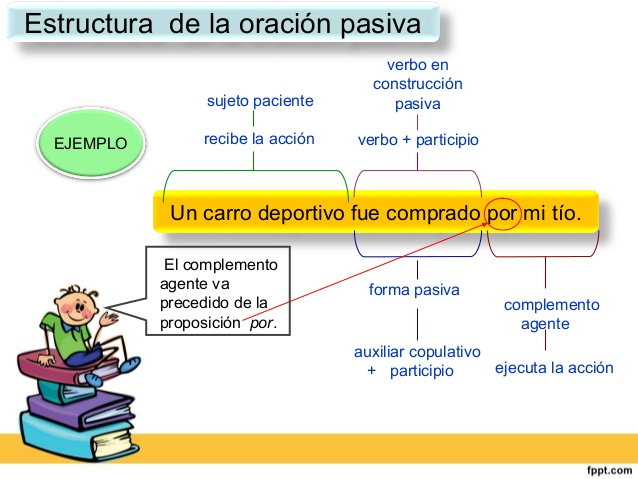 Estructura de la oración pasiva
verbo en
construcción
pasiva
sujeto paciente
EJEMPLO
recibe la acción
verbo + participio
Un carro deportivo fue comprado por mi tío.
El complemento
agente va
precedido de la
proposición por.
forma pasiva
complemento
agente
auxiliar copulativo
+ participio
ejecuta la acción
fppt.com